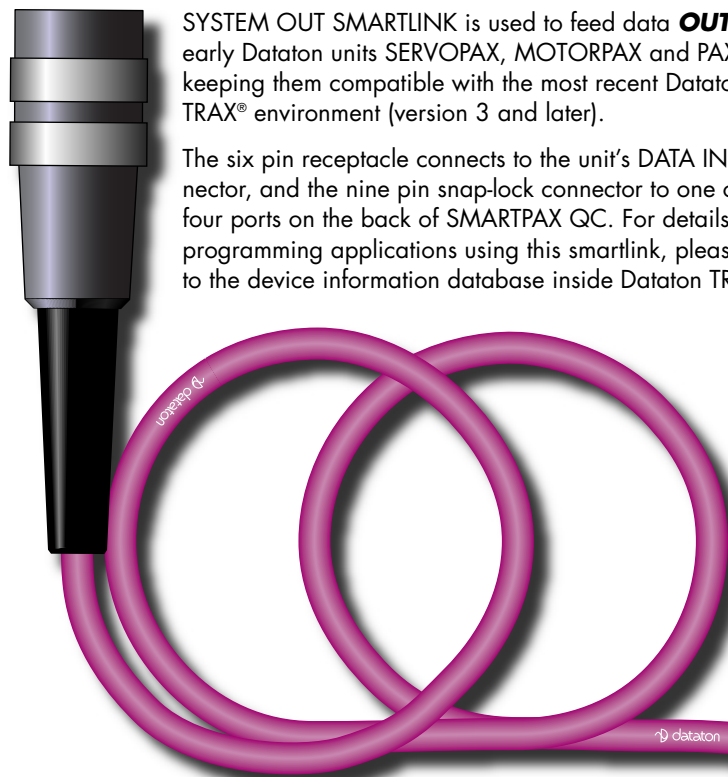 SYSTEM OUT SMARTLINK is used to feed data OUT
early Dataton units SERVOPAX, MOTORPAX and PAX
keeping them compatible with the most recent Datato
TRAX® environment (version 3 and later).
The six pin receptacle connects to the unit’s DATA IN
nector, and the nine pin snap-lock connector to one o
four ports on the back of SMARTPAX QC. For details
programming applications using this smartlink, pleas
to the device information database inside Dataton TR
dataton
dataton